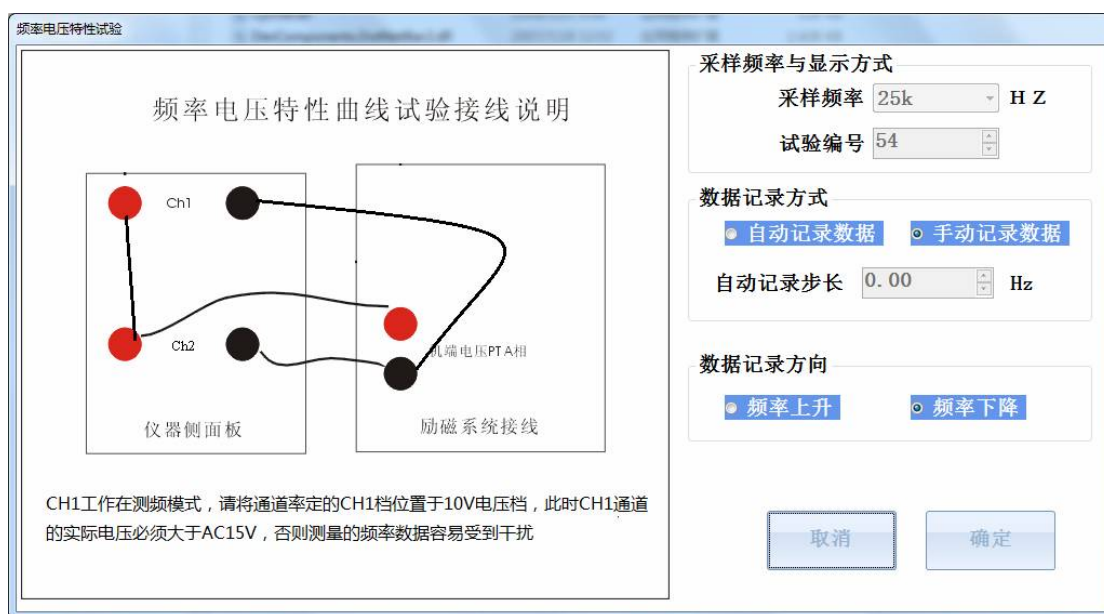 频率电压特性试验
频率电压特性曲线试验接线说明
Ch1
Ch2
机端电压PT A相
仪器侧面板
励磁系统接线
CH1工作在测频模式，请将通道率定的CH1档位置于10V电压档，此时CH1通道
的实际电压必须大于AC15V，否则测量的频率数据容易受到干扰
采样频率与显示方式
采样频率 25k H Z
试验编号 54
数据记录方式
自动记录数据 手动记录数据
自动记录步长 0.00 Hz
数据记录方向
频率上升 频率下降
取消 确定